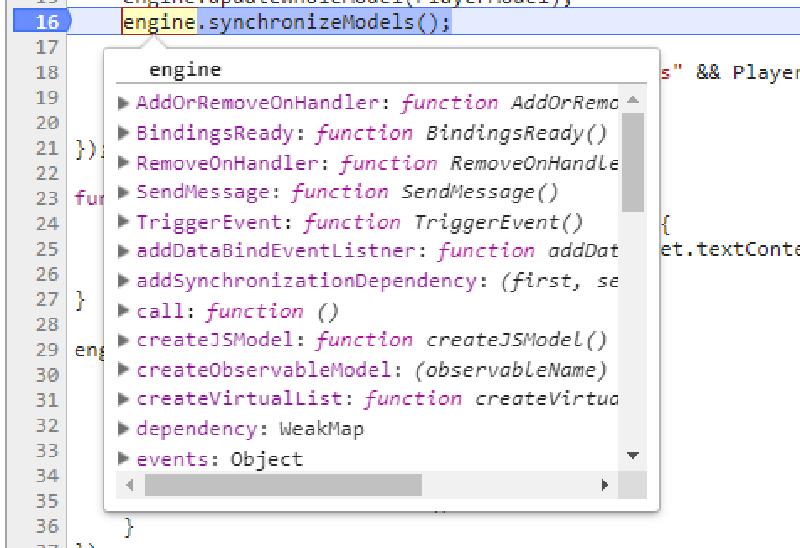 engine.updateWholeModel(PlayerModel);
16 engine.synchronizeModels();
17
engine
18 s" && Player
AddOrRemoveOnHandler: function AddOrRemo
19
BindingsReady: function BindingsReady()
20
21 });
RemoveOnHandler: function RemoveOnHandle
22
SendMessage: function SendMessage()
23 fun
TriggerEvent: function TriggerEvent()
24 {
addDataBindEventListner: function addDat
25 et.textConte
26
addSynchronizationDependency: (first, se
27 }
call: function ()
28
createJSModel: function createJSModel()
29 eng
30
createObservableModel: (observableName)
31
createVirtualList: function createVirtua
32
dependency: WeakMap
33
events: Object
34
35
36 }